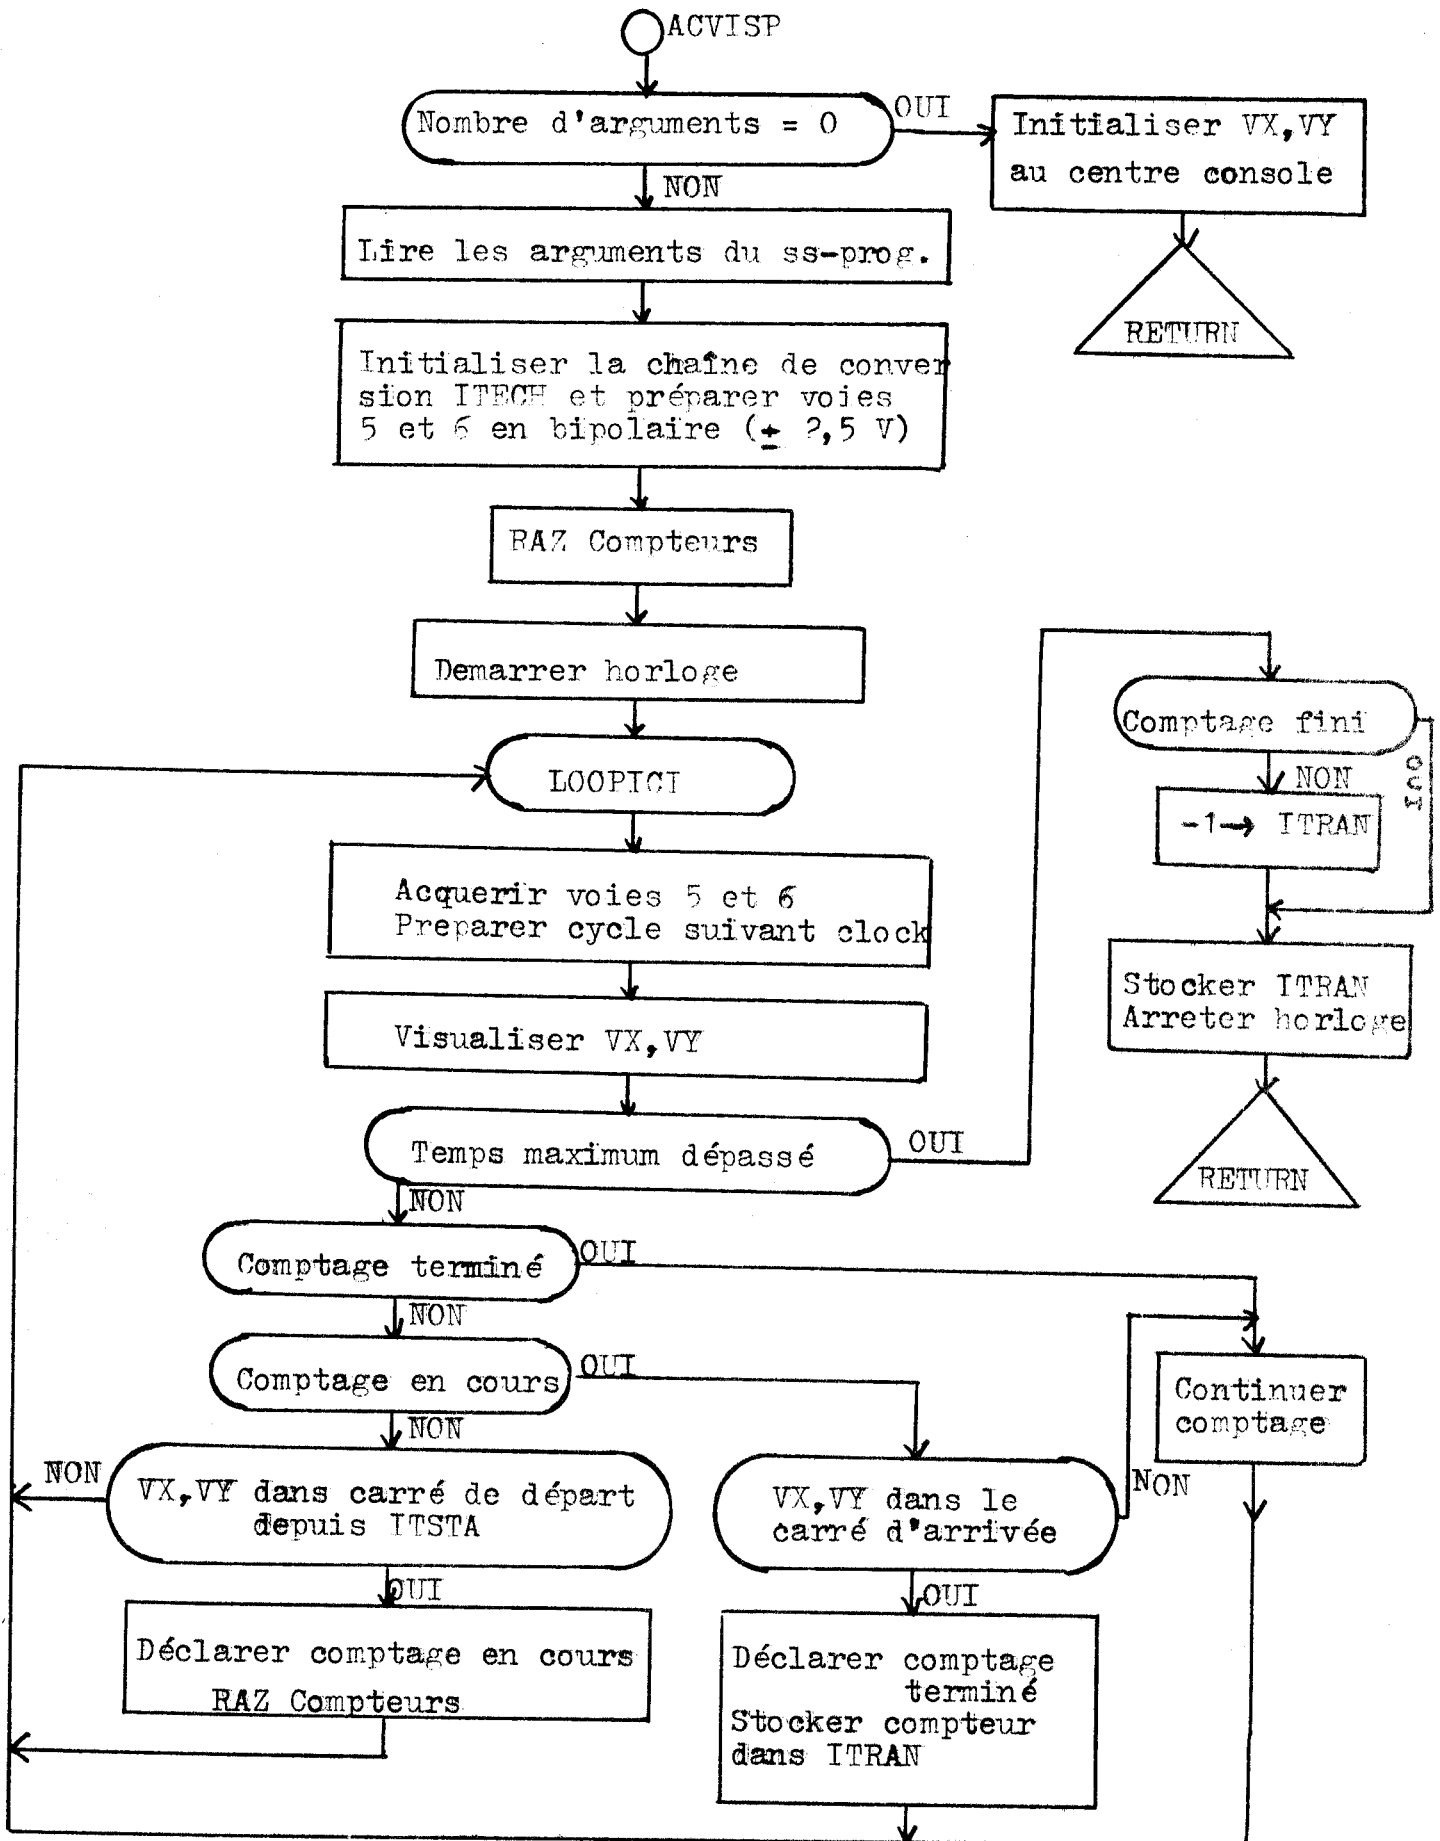 ACVISP
Nombre d'arguments = 0
OUI
Initialiser VX,VY
au centre console
RETURN
NON
Lire les arguments du ss-prog.
Initialiser la chaîne de conver
sion ITECH et préparer voies
5 et 6 en bipolaire (± ?,5 V)
RAZ Compteurs
Demarrer horloge
LOOPICI
Acquerir voies 5 et 6
Preparer cycle suivant clock
Visualiser VX,VY
Temps maximum dépassé
OUI
Comptage fini
OUI
NON
-1→ ITRAN
Stocker ITRAN
Arreter horloge
RETURN
NON
Comptage terminé
OUI
NON
Comptage en cours
OUI
Continuer
comptage
NON
NON
VX,VY dans carré de départ
depuis ITSTA
VX,VY dans le
carré d'arrivée
NON
OUI
Déclarer comptage en cours
RAZ Compteurs
OUI
Déclarer comptage
terminé
Stocker compteur
dans ITRAN